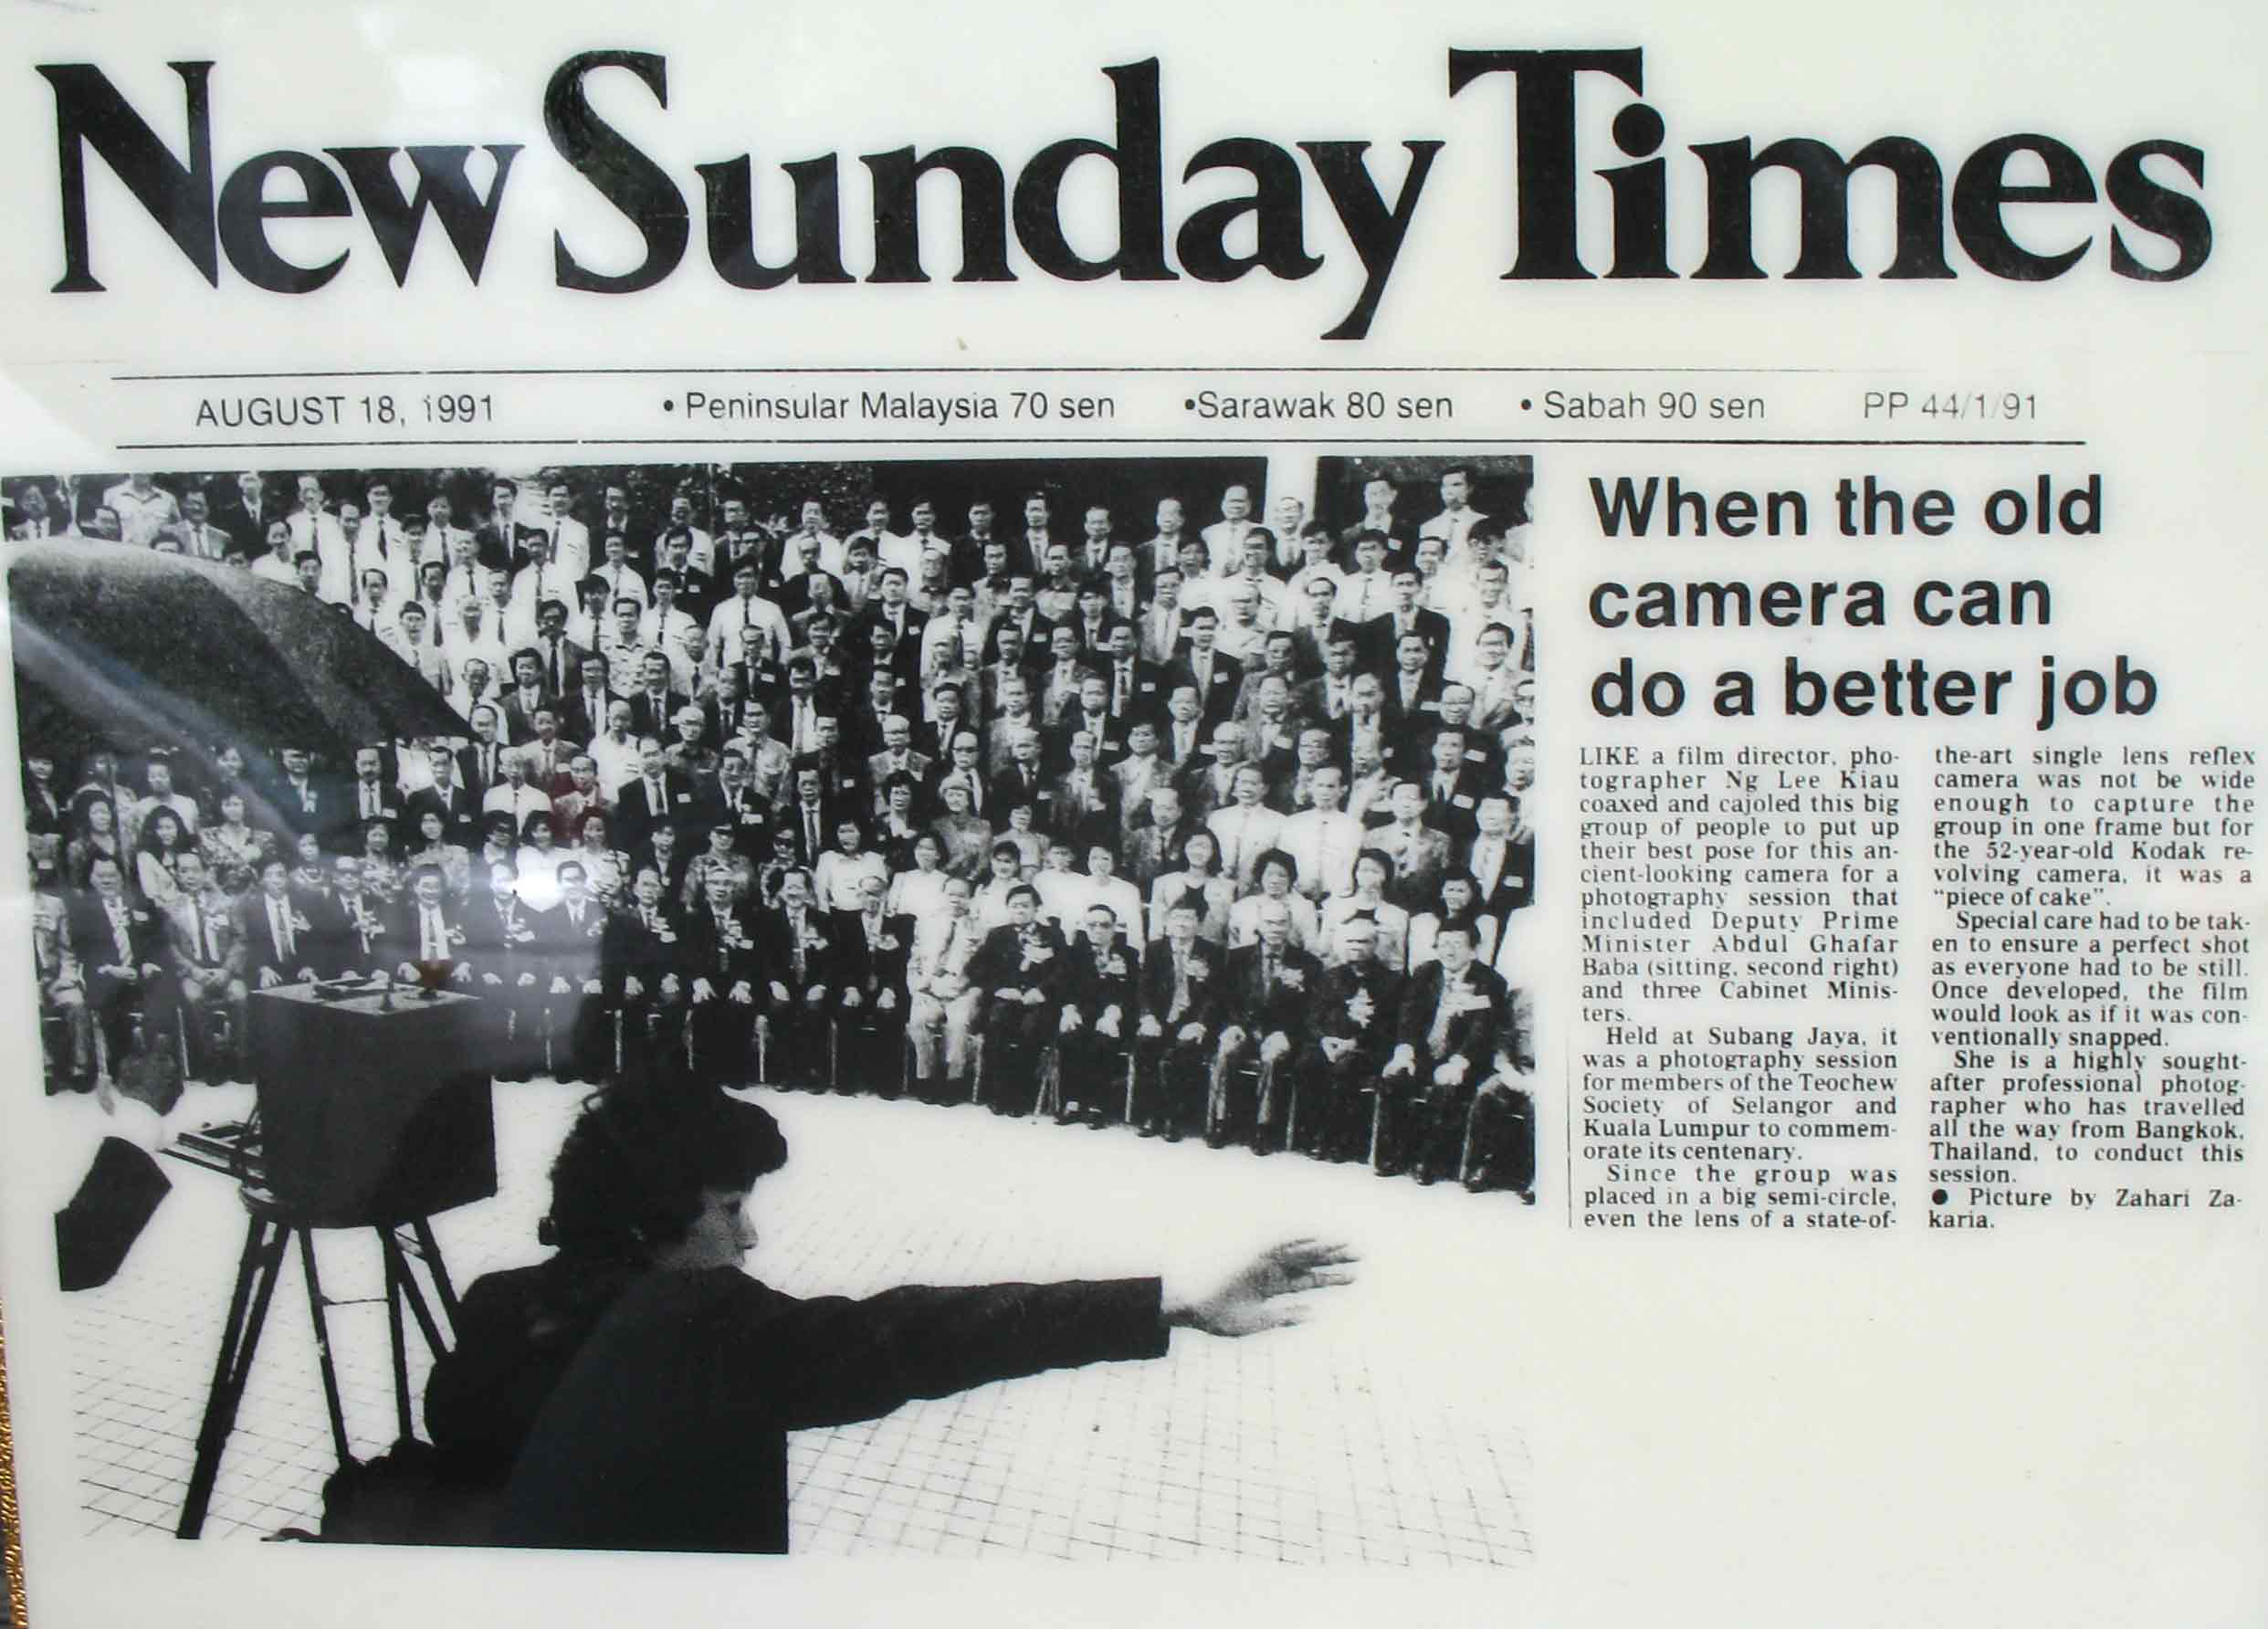 New Sunday Times
AUGUST 18, 1991 • Peninsular Malaysia 70 sen •Sarawak 80 sen • Sabah 90 sen PP 44/1/91
When the old
camera can
do a better job
LIKE a film director, pho-
tographer Ng Lee Kiau
coaxed and cajoled this big
group of people to put up
their best pose for this an-
cient-looking camera for a
photography session that
included Deputy Prime
Minister Abdul Ghafar
Baba (sitting, second right)
and three Cabinet Minis-
ters.
Held at Subang Jaya, it
was a photography session
for members of the Teochew
Society of Selangor and
Kuala Lumpur to commem-
orate its centenary.
Since the group was
placed in a big semi-circle,
even the lens of a state-of-
the-art single lens reflex
camera was not be wide
enough to capture the
group in one frame but for
the 52-year-old Kodak re-
volving camera, it was a
"piece of cake".
Special care had to be tak-
en to ensure a perfect shot
as everyone had to be still.
Once developed, the film
would look as if it was con-
ventionally snapped.
She is a highly sought-
after professional photog-
rapher who has travelled
all the way from Bangkok,
Thailand, to conduct this
session.
● Picture by Zahari Za-
karia.